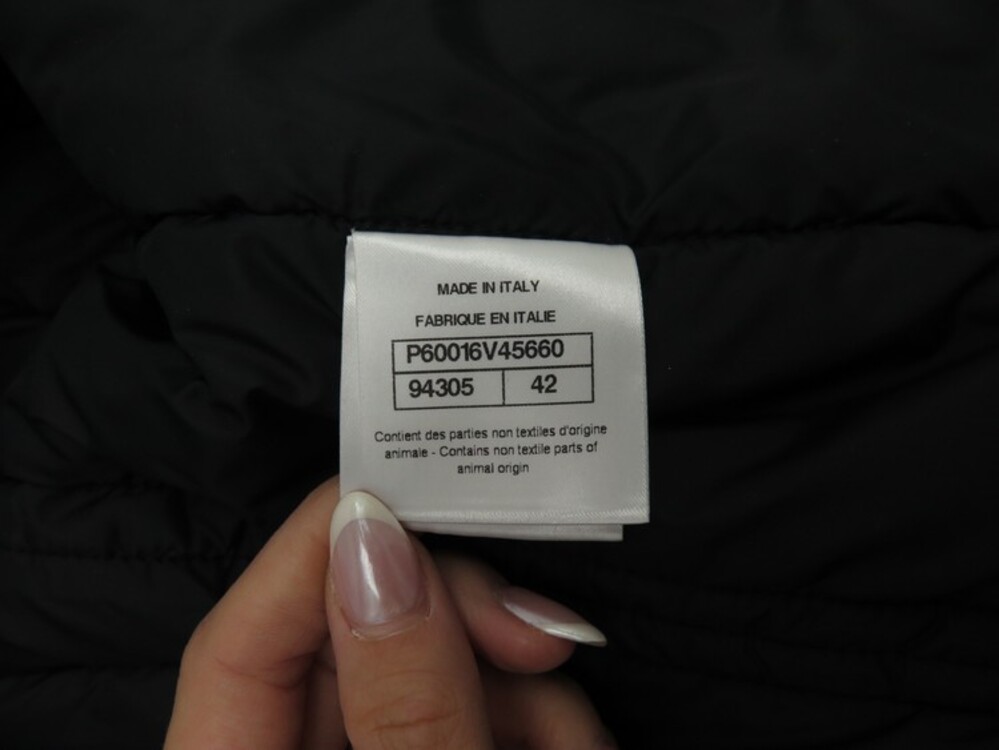 MADE IN ITALY
FABRIQUE EN ITALIE
P60016V45660
94305 42
Contient des parties non textiles d'origine
animale - Contains non textile parts of
animal origin